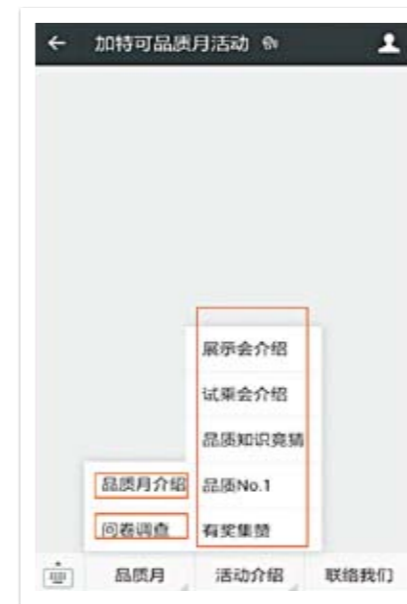 加特可品质月活动
展示会介绍
试乘会介绍
品质知识竞猜
品质月介绍
品质No.1
问卷调查
有奖集赞
品质月
活动介绍
联络我们